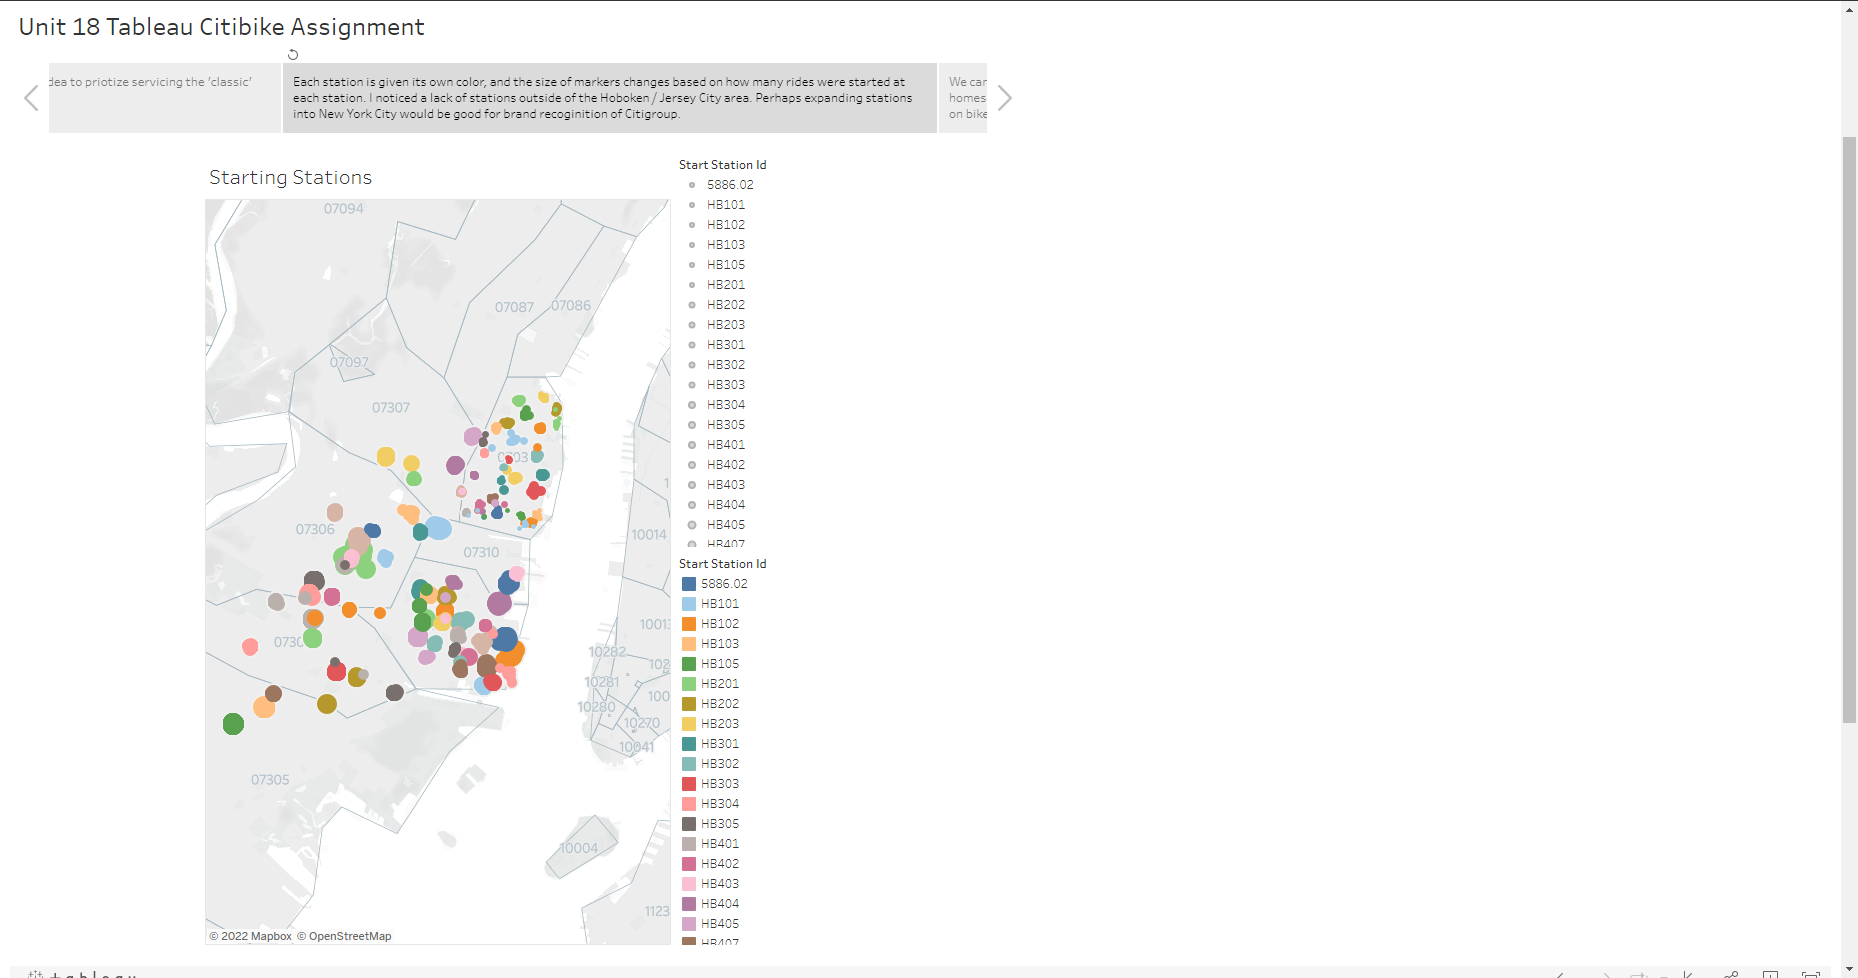 Unit 18 Tableau Citibike Assignment
dea to priotize servicing the 'classic'
Each station is given its own color, and the size of markers changes based on how many rides were started at
each station. I noticed a lack of stations outside of the Hoboken / Jersey City area. Perhaps expanding stations
into New York City would be good for brand recoginition of Citigroup.
We car
homes
on bike
Starting Stations
07094
07087
07086
07097
07307
0703
07306
07310
10014
1
1001
10282
102
10281
100
10280
10270
10041
0730
07305
10004
1123
© 2022 Mapbox © OpenStreetMap
Start Station Id
5886.02
HB101
HB102
HB103
HB105
HB201
HB202
HB203
HB301
HB302
HB303
HB304
HB305
HB401
HB402
HB403
HB404
HB405
HB407
Start Station Id
5886.02
HB101
HB102
HB103
HB105
HB201
HB202
HB203
HB301
HB302
HB303
HB304
HB305
HB401
HB402
HB403
HB404
HB405
HB407
tableau